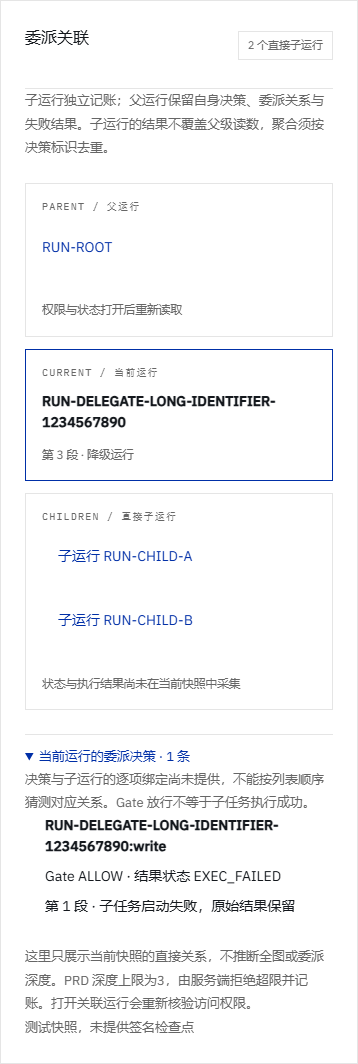 委派关联
2 个直接子运行
子运行独立记账；父运行保留自身决策、委派关系与
失败结果。子运行的结果不覆盖父级读数，聚合须按
决策标识去重。
PARENT / 父运行
RUN-ROOT
权限与状态打开后重新读取
CURRENT / 当前运行
RUN-DELEGATE-LONG-IDENTIFIER-
1234567890
第 3 段 · 降级运行
CHILDREN / 直接子运行
子运行 RUN-CHILD-A
子运行 RUN-CHILD-B
状态与执行结果尚未在当前快照中采集
▼ 当前运行的委派决策 · 1 条
决策与子运行的逐项绑定尚未提供，不能按列表顺序
猜测对应关系。Gate 放行不等于子任务执行成功。
RUN-DELEGATE-LONG-IDENTIFIER-
1234567890:write
Gate ALLOW · 结果状态 EXEC_FAILED
第 1 段 · 子任务启动失败，原始结果保留
这里只展示当前快照的直接关系，不推断全图或委派
深度。PRD 深度上限为3，由服务端拒绝超限并记
账。打开关联运行会重新核验访问权限。
测试快照，未提供签名检查点